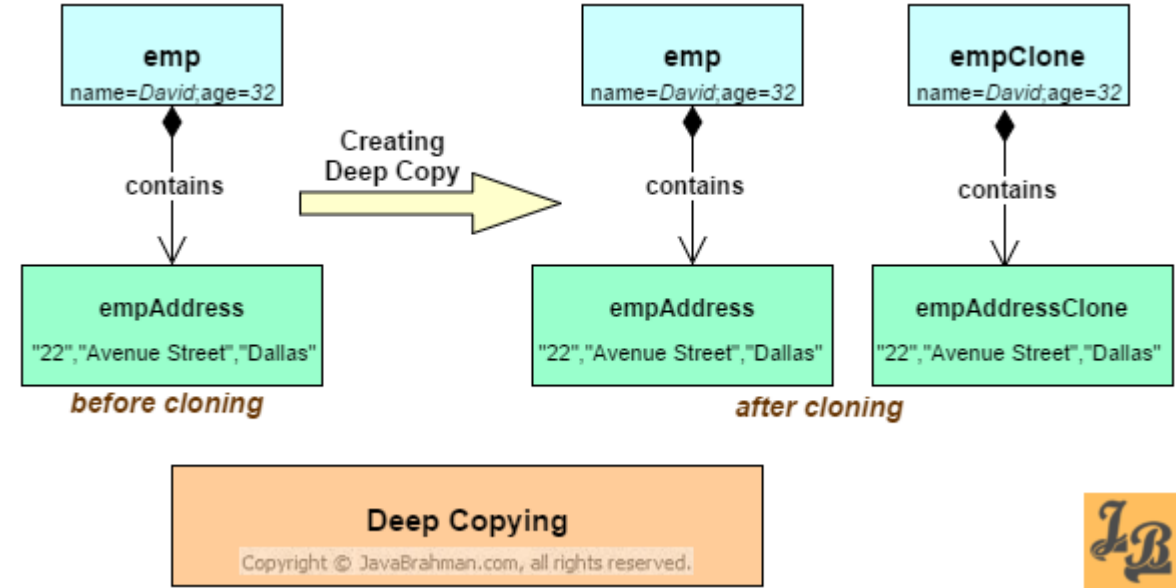 emp
name=David;age=32
contains
empAddress
"22","Avenue Street","Dallas"
before cloning
Creating
Deep Copy
emp
name=David;age=32
contains
empAddress
"22","Avenue Street","Dallas"
empClone
name=David;age=32
contains
empAddressClone
"22","Avenue Street","Dallas"
after cloning
Deep Copying
Copyright © JavaBrahman.com, all rights reserved.
JB